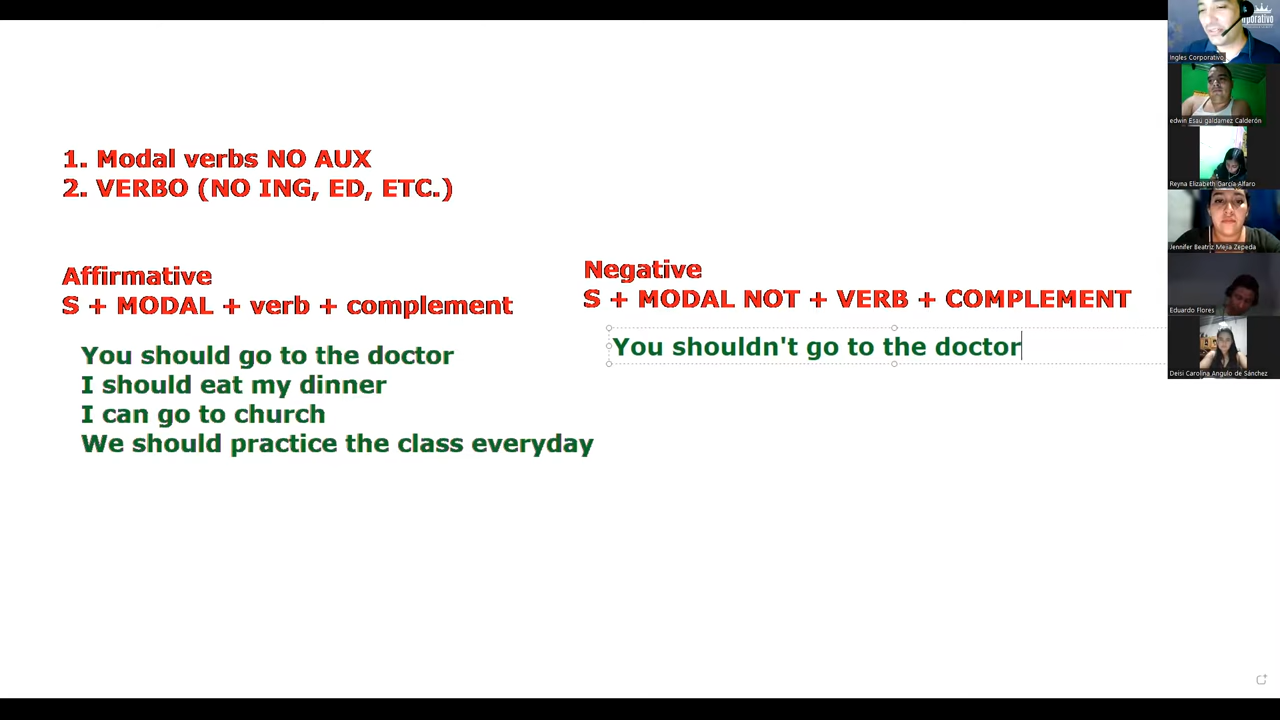 1. Modal verbs NO AUX
2. VERBO (NO ING, ED, ETC.)
Affirmative
S + MODAL + verb + complement
You should go to the doctor
I should eat my dinner
I can go to church
We should practice the class everyday
Negative
S + MODAL NOT + VERB + COMPLEMENT
You shouldn't go to the doctor
Ingles Corporativo
edwin Esaú galdamez Calderón
Reyna Elizabeth Garcia Alfaro
Jennifer Beatriz Mejia Zepeda
Eduardo Flores
Deisi Carolina Angulo de Sánchez